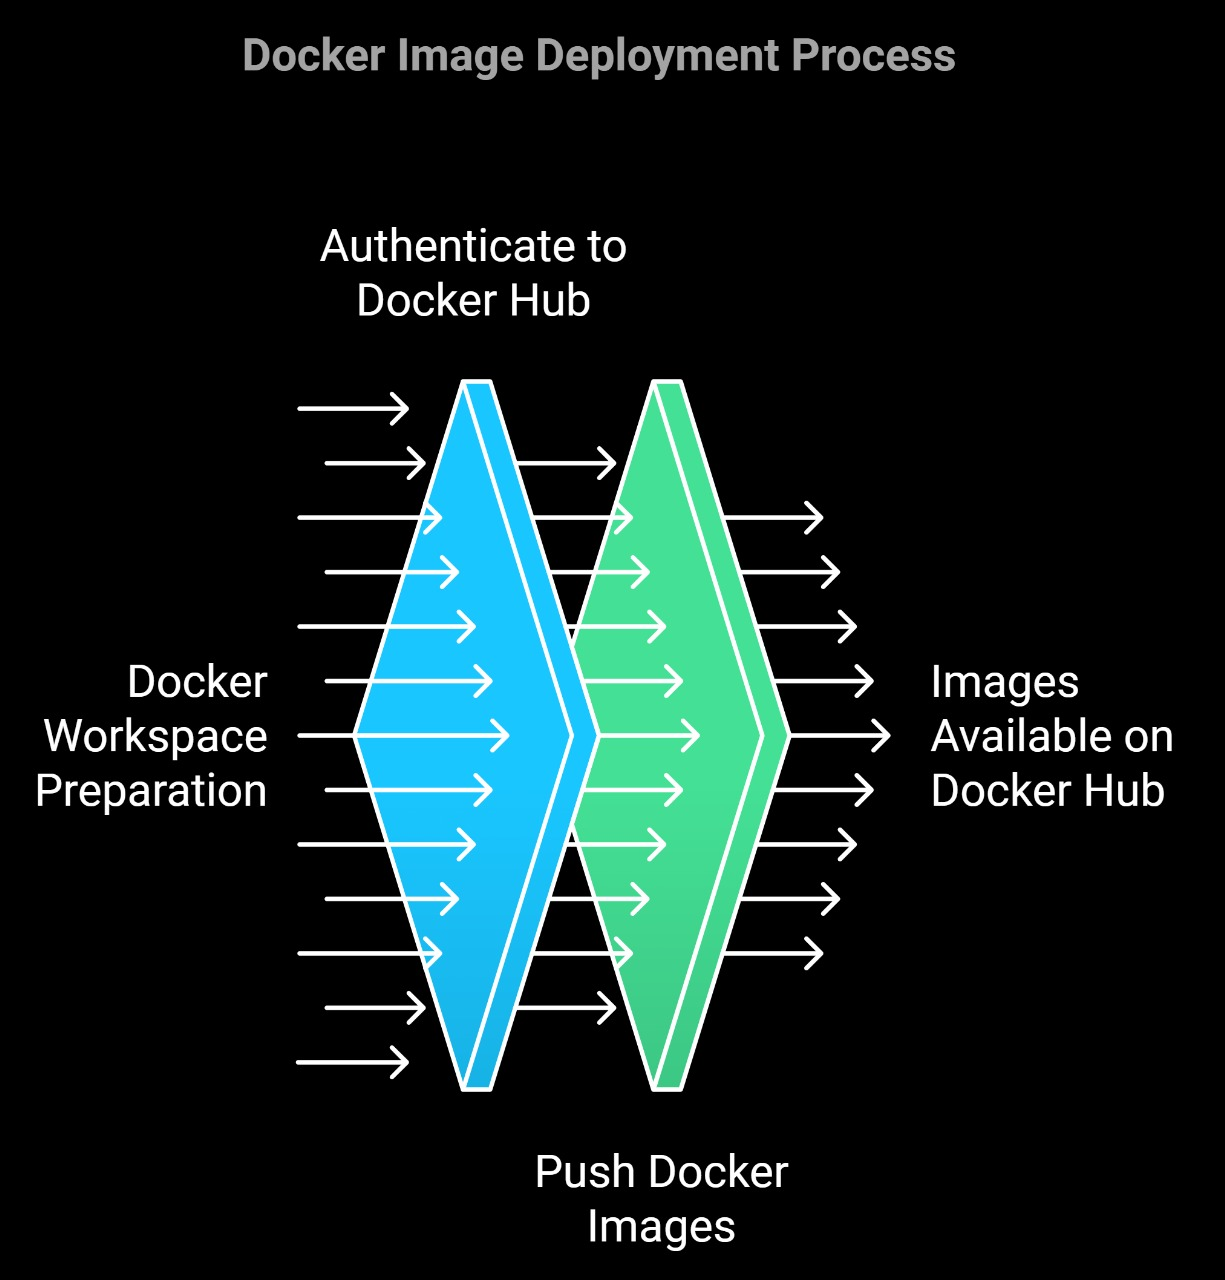 Docker Image Deployment Process
Authenticate to
Docker Hub
Docker
Workspace
Preparation
Images
Available on
Docker Hub
Push Docker
Images